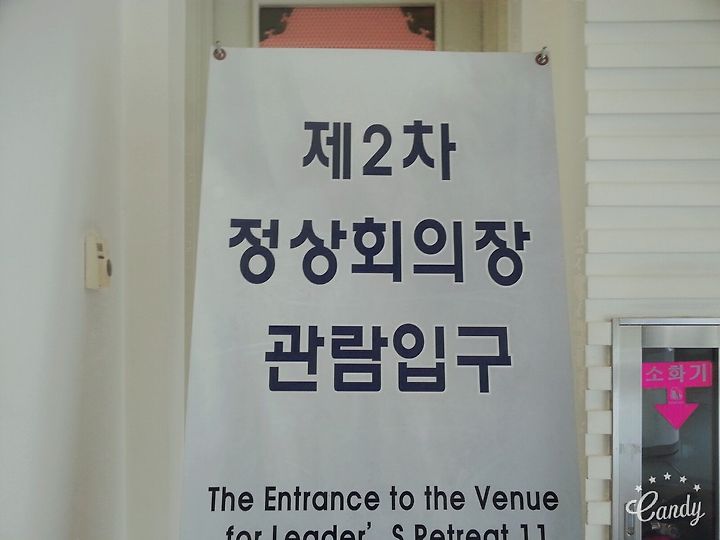 제2차
정상회의장
관람입구
The Entrance to the Venue
for Leader’S Retreat 11
소화기
Candy